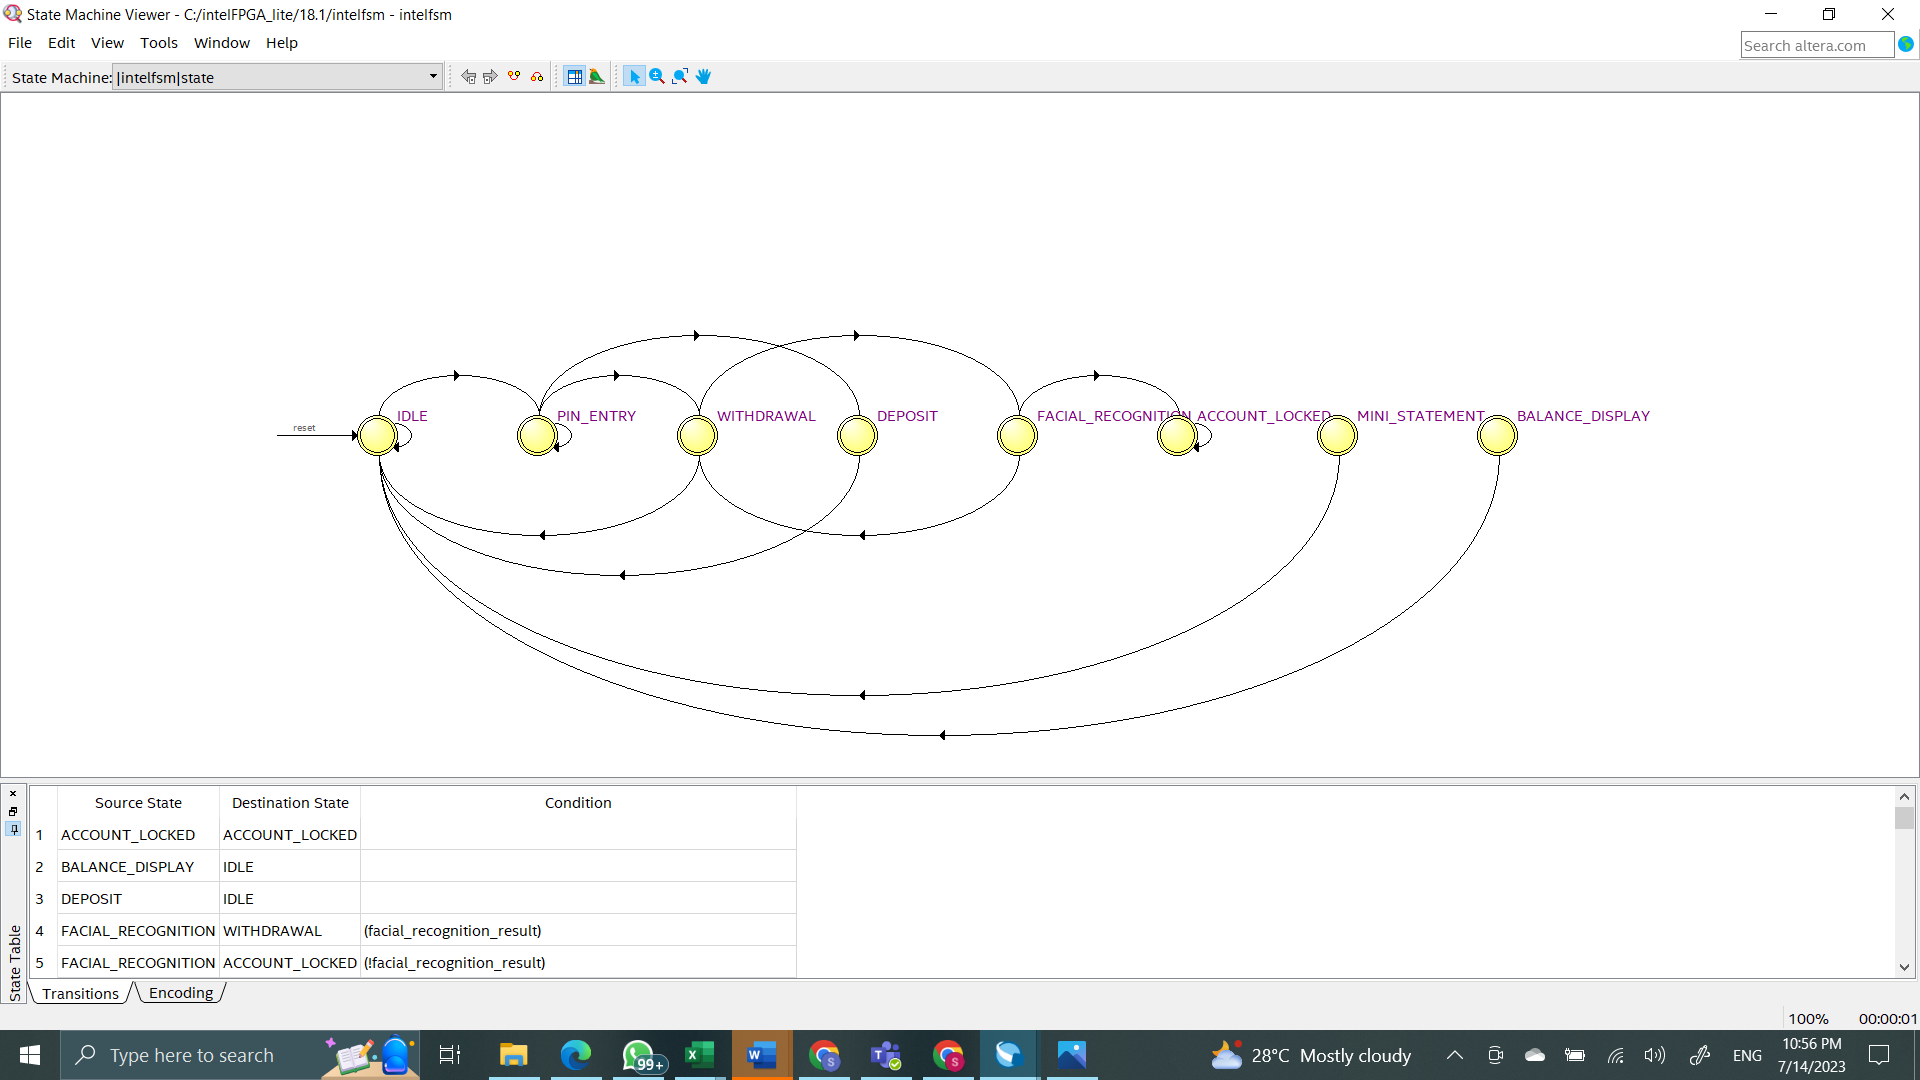 State Machine Viewer - C:/intelFPGA_lite/18.1/intelfsm - intelfsm
File Edit View Tools Window Help
Search altera.com
State Machine: |intelfsm|state
IDLE PIN_ENTRY WITHDRAWAL DEPOSIT FACIAL_RECOGNITION ACCOUNT_LOCKED MINI_STATEMENT BALANCE_DISPLAY
reset
Source State Destination State Condition
1 ACCOUNT_LOCKED ACCOUNT_LOCKED
2 BALANCE_DISPLAY IDLE
3 DEPOSIT IDLE
4 FACIAL_RECOGNITION WITHDRAWAL (facial_recognition_result)
5 FACIAL_RECOGNITION ACCOUNT_LOCKED (!facial_recognition_result)
State Table
Transitions Encoding
100% 00:00:01
Type here to search
99+
28°C Mostly cloudy
ENG
10:56 PM
7/14/2023